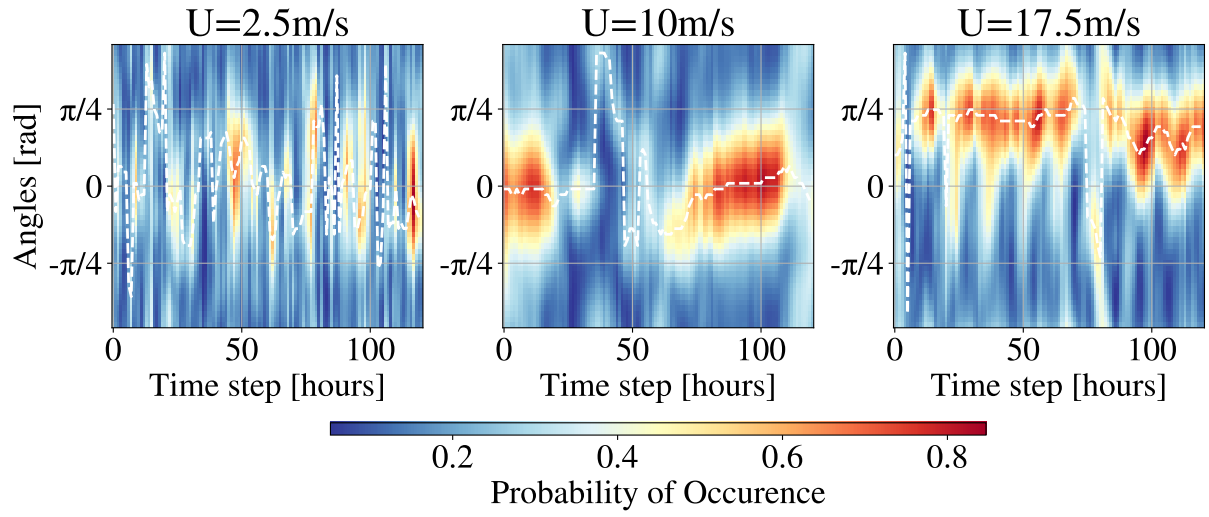 U=2.5m/s U=10m/s U=17.5m/s
Angles [rad]
π/4 π/4 π/4
0 0 0
-π/4 -π/4 -π/4
0 50 100 0 50 100 0 50 100
Time step [hours] Time step [hours] Time step [hours]
0.2 0.4 0.6 0.8
Probability of Occurence